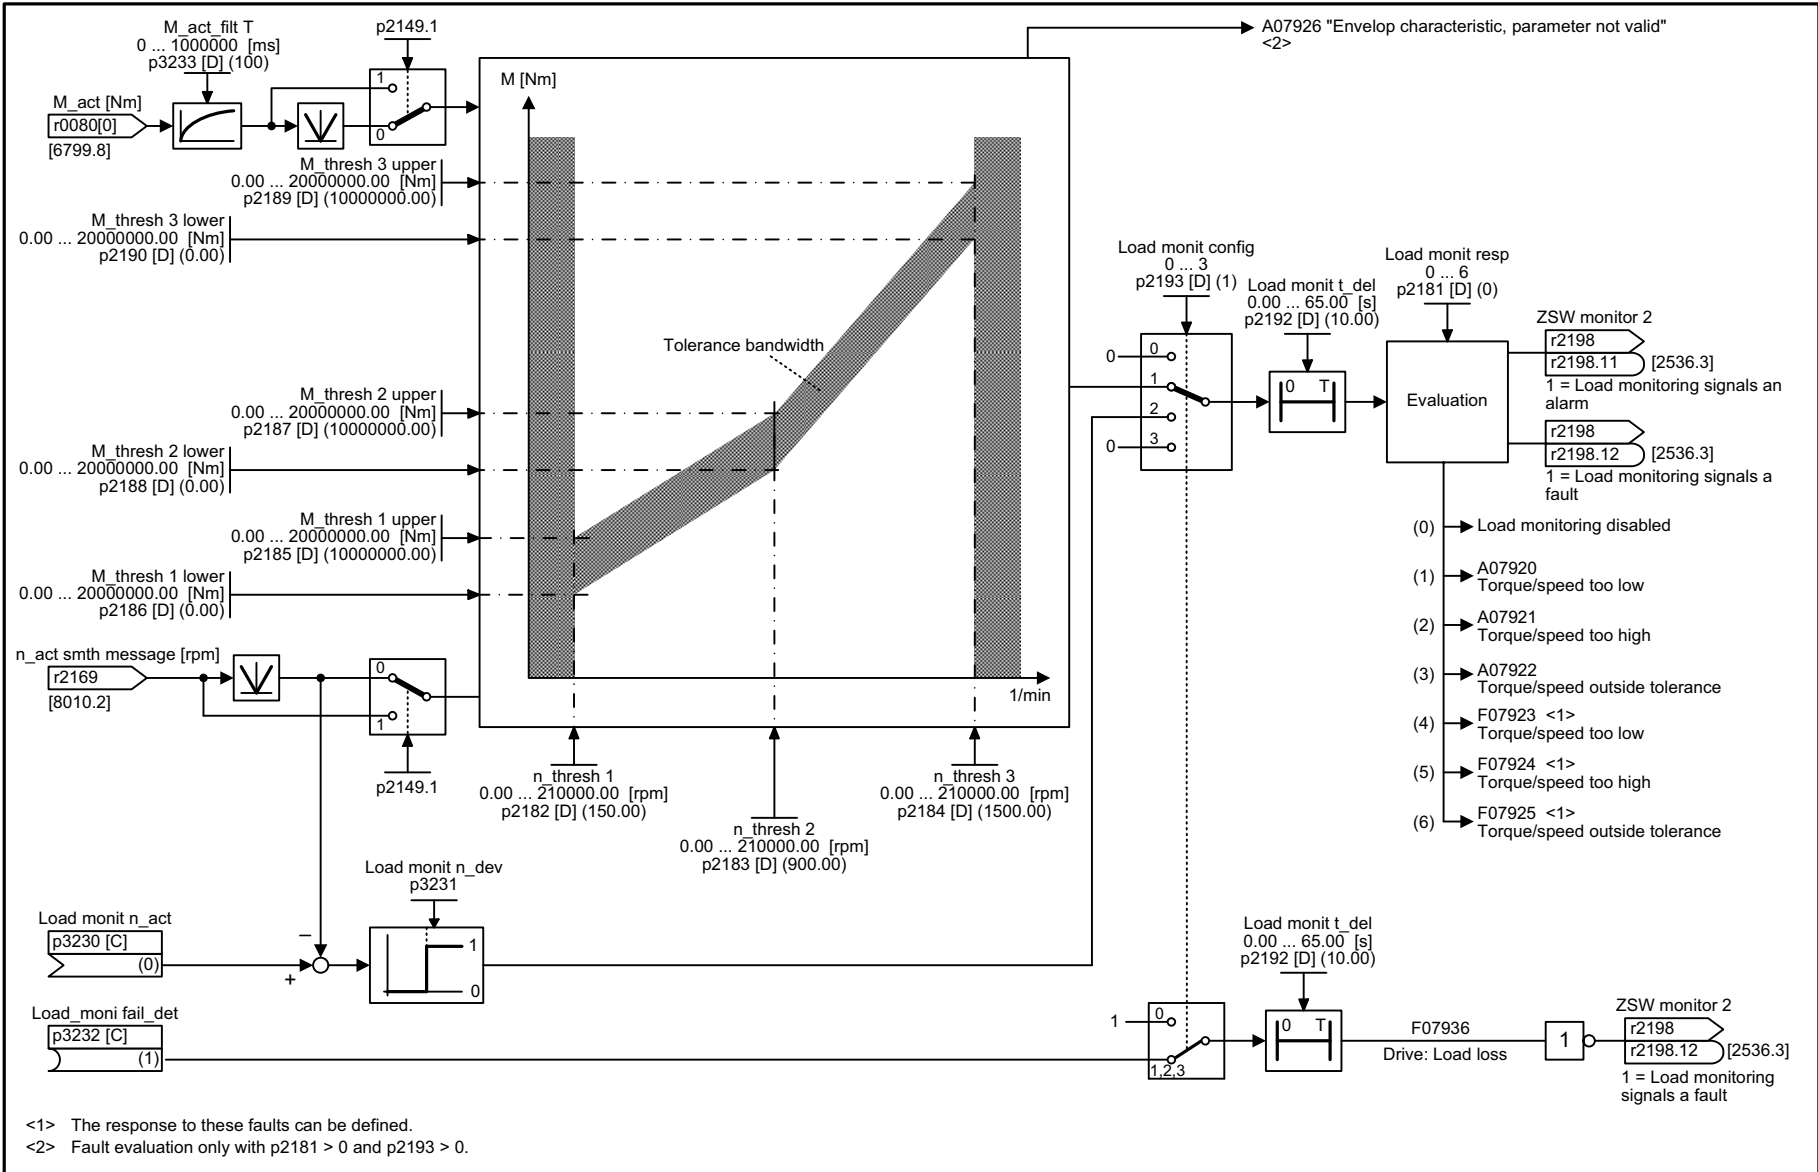 M_act_filt T
0 ... 1000000 [ms]
p3233 [D] (100)
p2149.1
A07926 "Envelop characteristic, parameter not valid"
<2>
M_act [Nm]
r0080[0]
[6799.8]
1
0
M [Nm]
M_thresh 3 upper
0.00 ... 20000000.00 [Nm]
p2189 [D] (10000000.00)
M_thresh 3 lower
0.00 ... 20000000.00 [Nm]
p2190 [D] (0.00)
Tolerance bandwidth
M_thresh 2 upper
0.00 ... 20000000.00 [Nm]
p2187 [D] (10000000.00)
M_thresh 2 lower
0.00 ... 20000000.00 [Nm]
p2188 [D] (0.00)
M_thresh 1 upper
0.00 ... 20000000.00 [Nm]
p2185 [D] (10000000.00)
M_thresh 1 lower
0.00 ... 20000000.00 [Nm]
p2186 [D] (0.00)
n_act smth message [rpm]
r2169
[8010.2]
0
1
p2149.1
1/min
n_thresh 1
0.00 ... 210000.00 [rpm]
p2182 [D] (150.00)
n_thresh 2
0.00 ... 210000.00 [rpm]
p2183 [D] (900.00)
n_thresh 3
0.00 ... 210000.00 [rpm]
p2184 [D] (1500.00)
Load monit config
0 ... 3
p2193 [D] (1)
0 0
1
2
0 3
Load monit t_del
0.00 ... 65.00 [s]
p2192 [D] (10.00)
0 T
Load monit resp
0 ... 6
p2181 [D] (0)
Evaluation
ZSW monitor 2
r2198
r2198.11 [2536.3]
1 = Load monitoring signals an
alarm
r2198
r2198.12 [2536.3]
1 = Load monitoring signals a
fault
(0) Load monitoring disabled
(1) A07920
Torque/speed too low
(2) A07921
Torque/speed too high
(3) A07922
Torque/speed outside tolerance
(4) F07923 <1>
Torque/speed too low
(5) F07924 <1>
Torque/speed too high
(6) F07925 <1>
Torque/speed outside tolerance
Load monit n_dev
p3231
1
0
Load monit n_act
p3230 [C]
(0)
–
+
Load_moni fail_det
p3232 [C]
(1)
1 0
1,2,3
Load monit t_del
0.00 ... 65.00 [s]
p2192 [D] (10.00)
0 T
F07936
Drive: Load loss
1
ZSW monitor 2
r2198
r2198.12 [2536.3]
1 = Load monitoring
signals a fault
<1> The response to these faults can be defined.
<2> Fault evaluation only with p2181 > 0 and p2193 > 0.